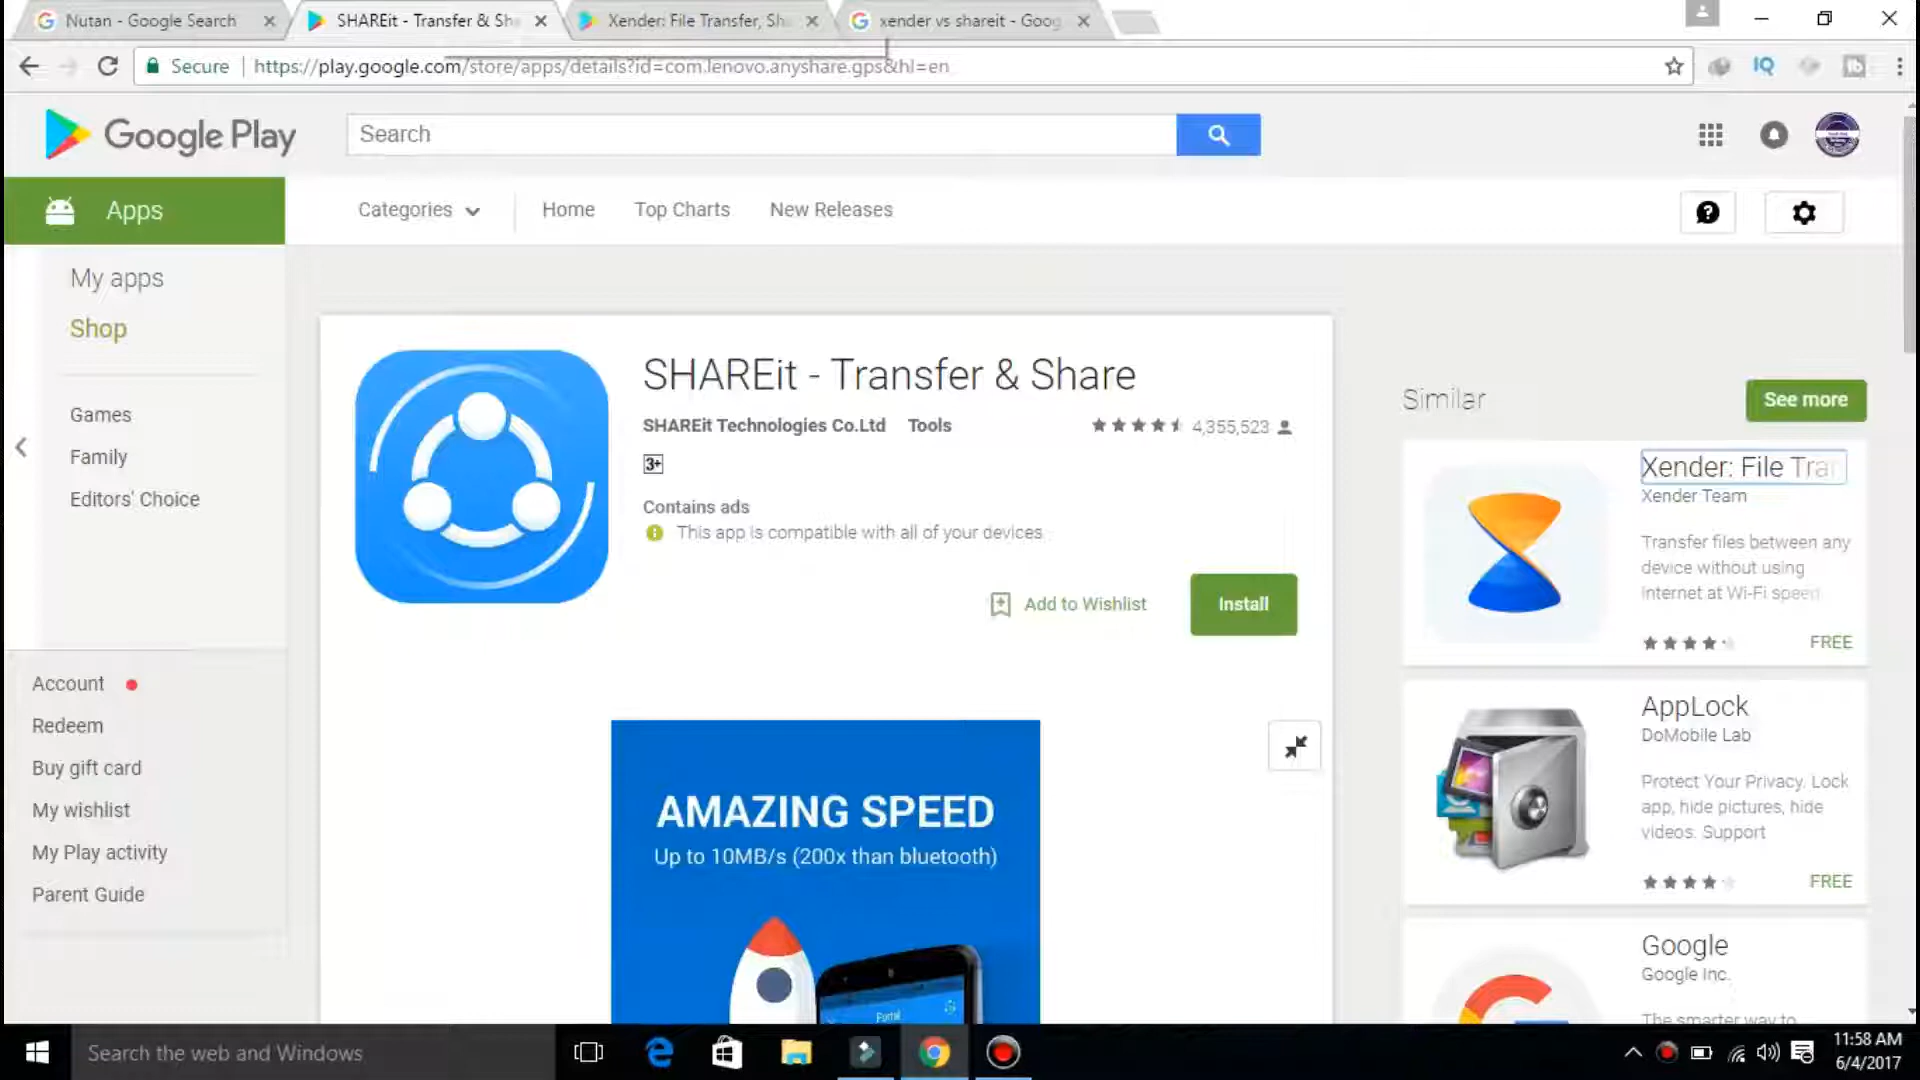 Nutan - Google Search
SHAREit - Transfer & Sh
Xender: File Transfer, Sh
xender vs shareit - Goog
Secure
https://play.google.com/store/apps/details?id=com.lenovo.anyshare.gps&hl=en
IQ
Google Play
Search
Apps
Categories
Home
Top Charts
New Releases
My apps
Shop
Games
Family
Editors' Choice
Account
Redeem
Buy gift card
My wishlist
My Play activity
Parent Guide
SHAREit - Transfer & Share
SHAREit Technologies Co.Ltd Tools
4,355,523
3+
Contains ads
This app is compatible with all of your devices.
Add to Wishlist
Install
AMAZING SPEED
Up to 10MB/s (200x than bluetooth)
Portal
Similar
See more
Xender: File Tra
Xender Team
Transfer files between any
device without using
Internet at Wi-Fi speed
FREE
AppLock
DoMobile Lab
Protect Your Privacy. Lock
app, hide pictures, hide
videos. Support
FREE
Google
Google Inc.
The smarter way to
Search the web and Windows
11:58 AM
6/4/2017